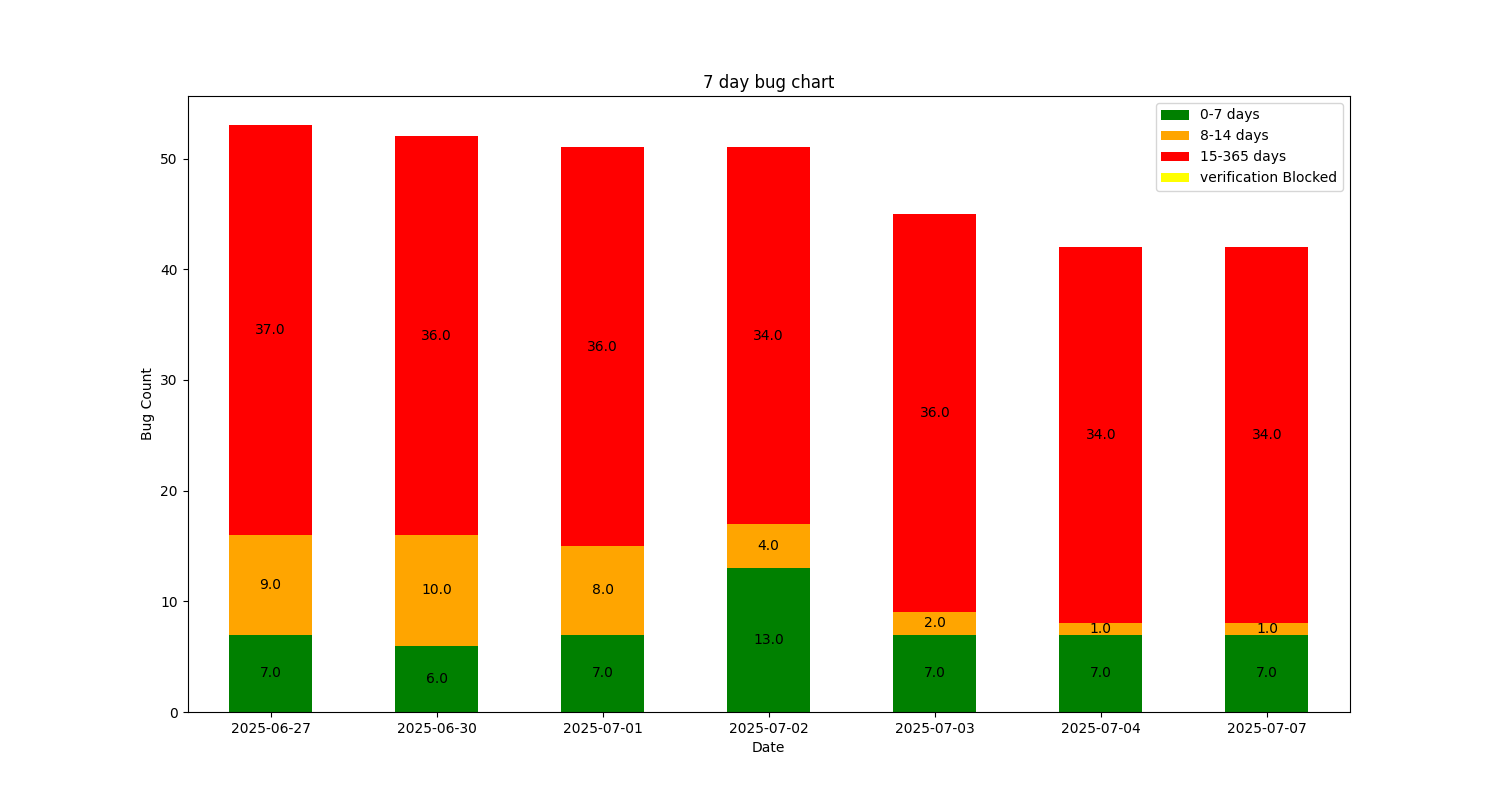 7 day bug chart
0-7 days
8-14 days
15-365 days
verification Blocked
Bug Count
50
40
30
20
10
0
37.0 36.0 36.0 34.0 36.0 34.0 34.0
9.0 10.0 8.0 4.0 2.0 1.0 1.0
7.0 6.0 7.0 13.0 7.0 7.0 7.0
2025-06-27 2025-06-30 2025-07-01 2025-07-02 2025-07-03 2025-07-04 2025-07-07
Date